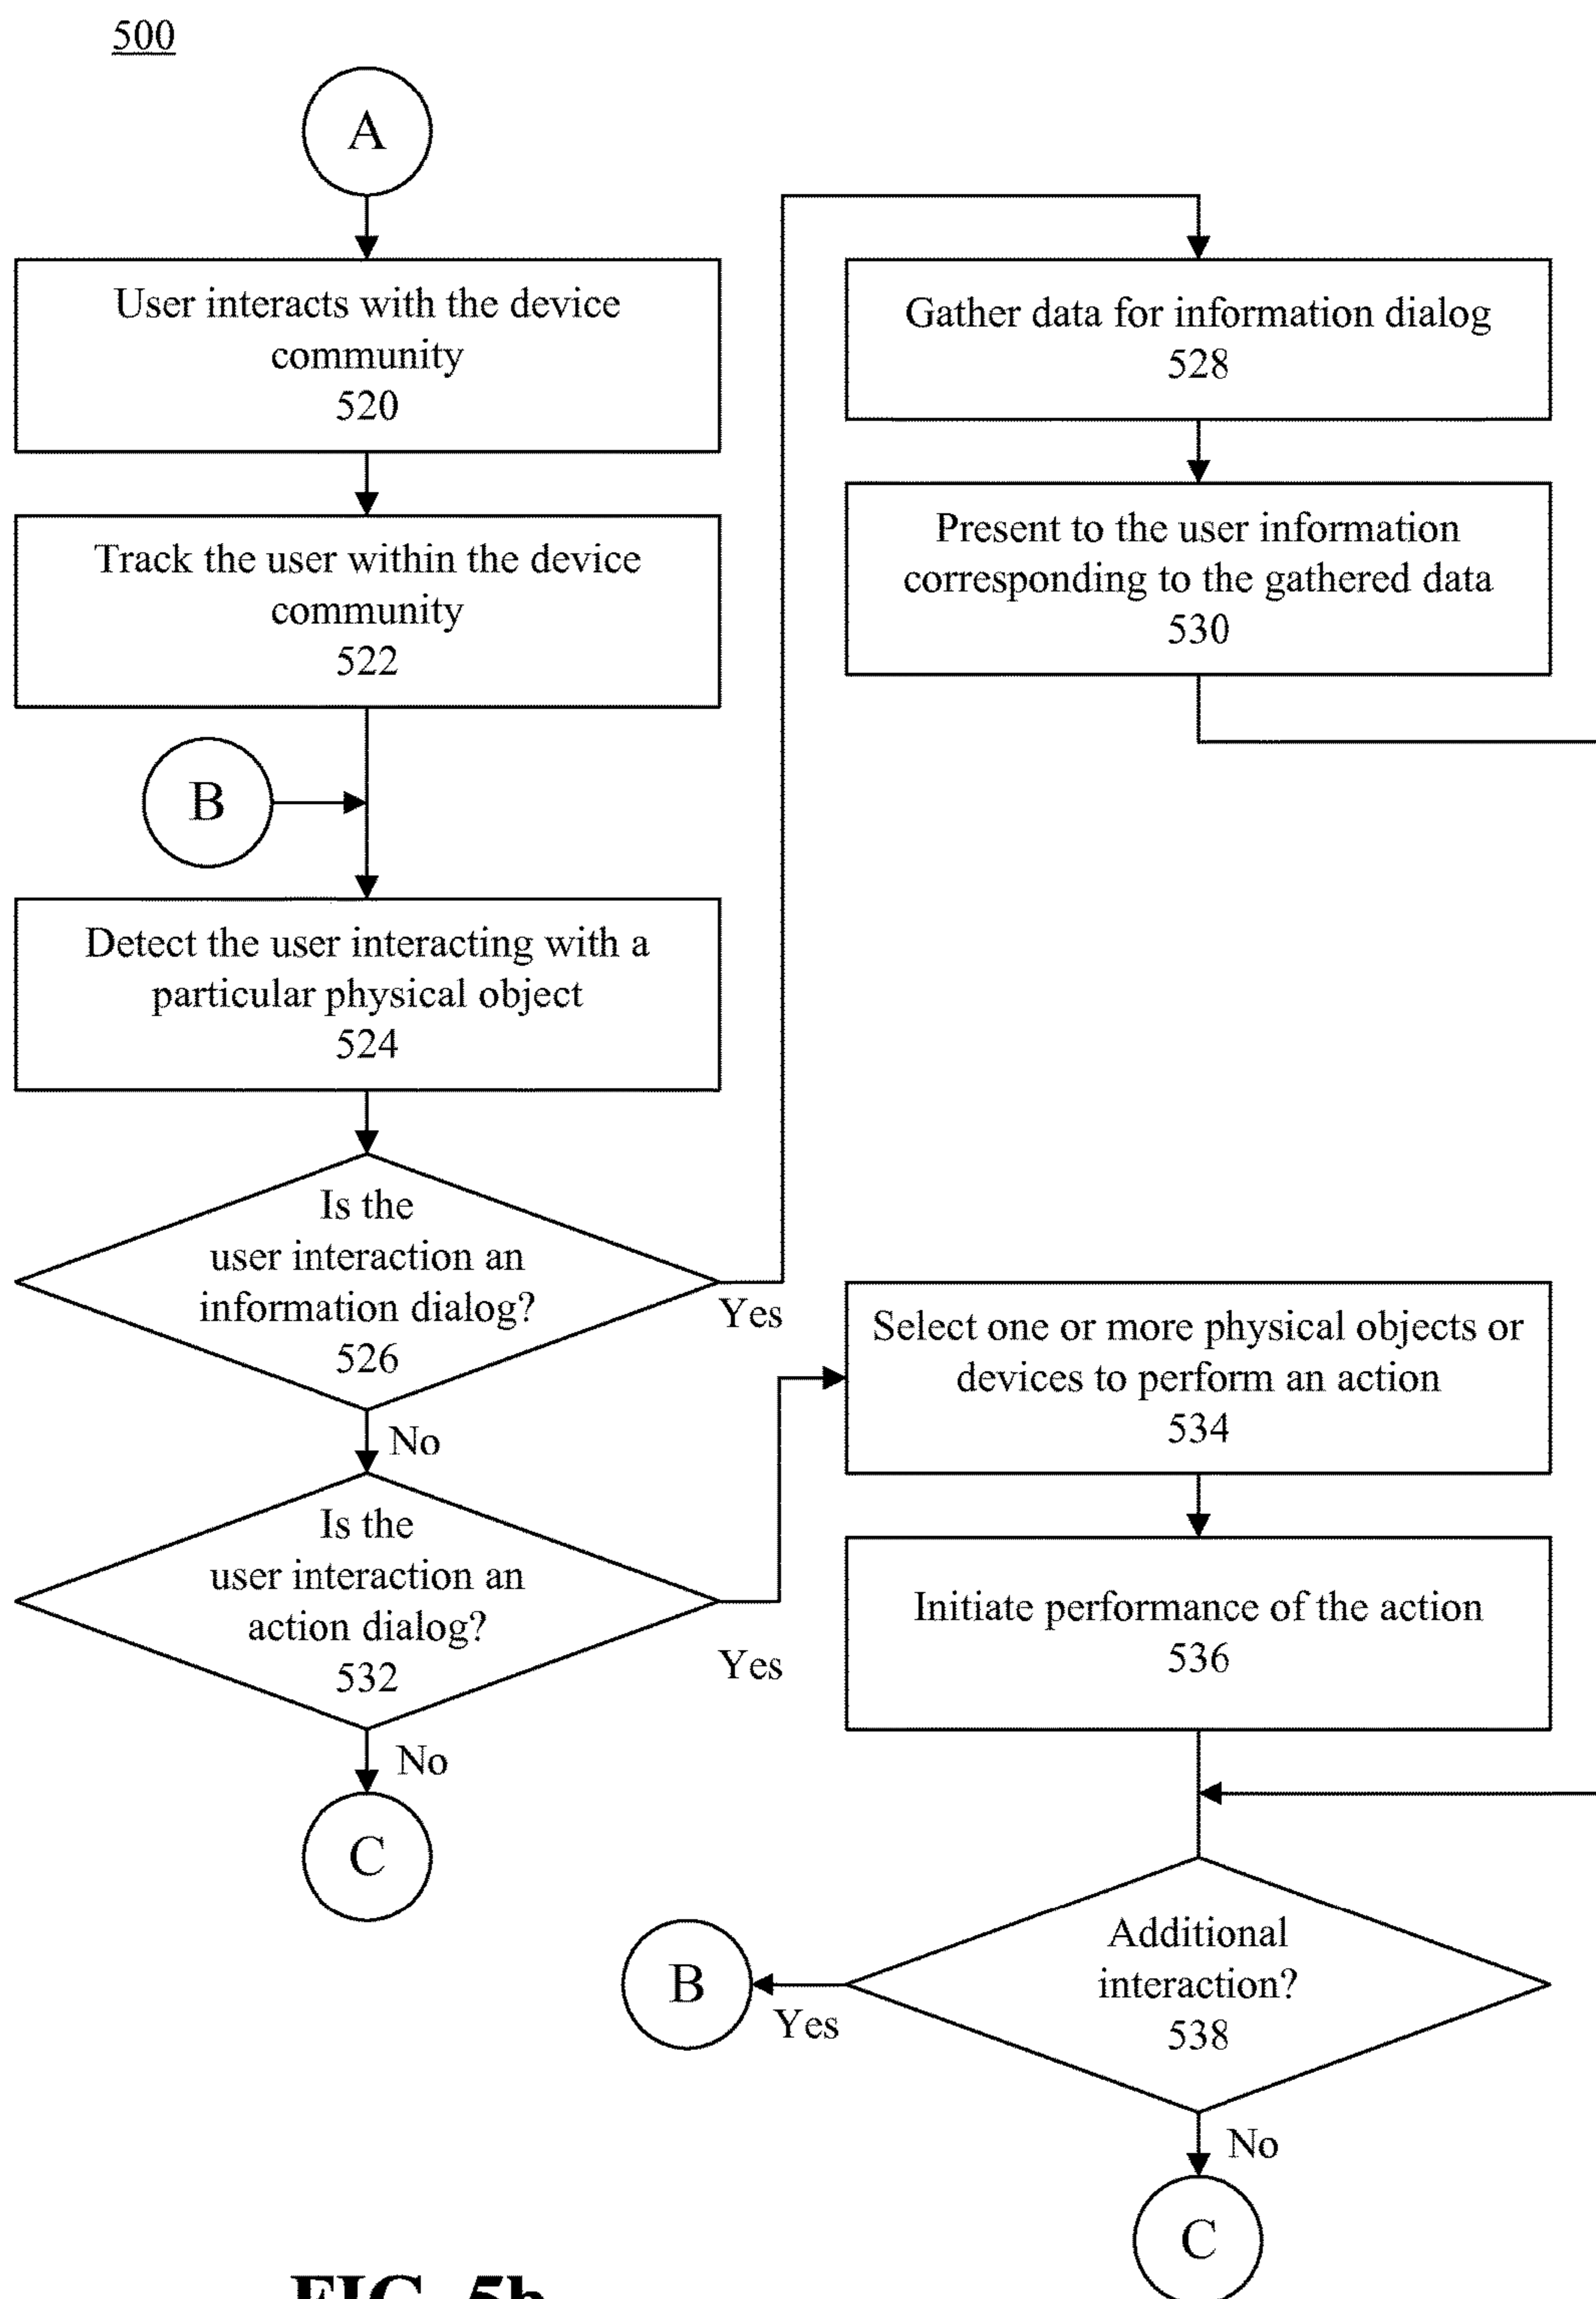 500
A
User interacts with the device
community
520
Track the user within the device
community
522
B
Detect the user interacting with a
particular physical object
524
Is the
user interaction an
information dialog?
526
Yes
No
Is the
user interaction an
action dialog?
532
Yes
No
C
Gather data for information dialog
528
Present to the user information
corresponding to the gathered data
530
Select one or more physical objects or
devices to perform an action
534
Initiate performance of the action
536
Additional
interaction?
538
Yes
B
No
C
FIG. 5b